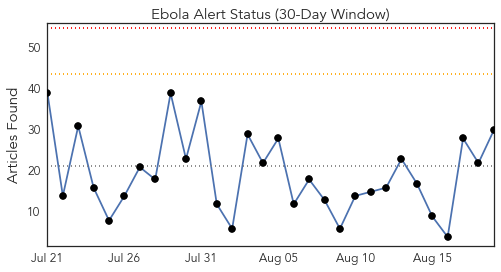 Ebola Alert Status (30-Day Window)
Articles Found
50
40
30
20
10
Jul 21 Jul 26 Jul 31 Aug 05 Aug 10 Aug 15